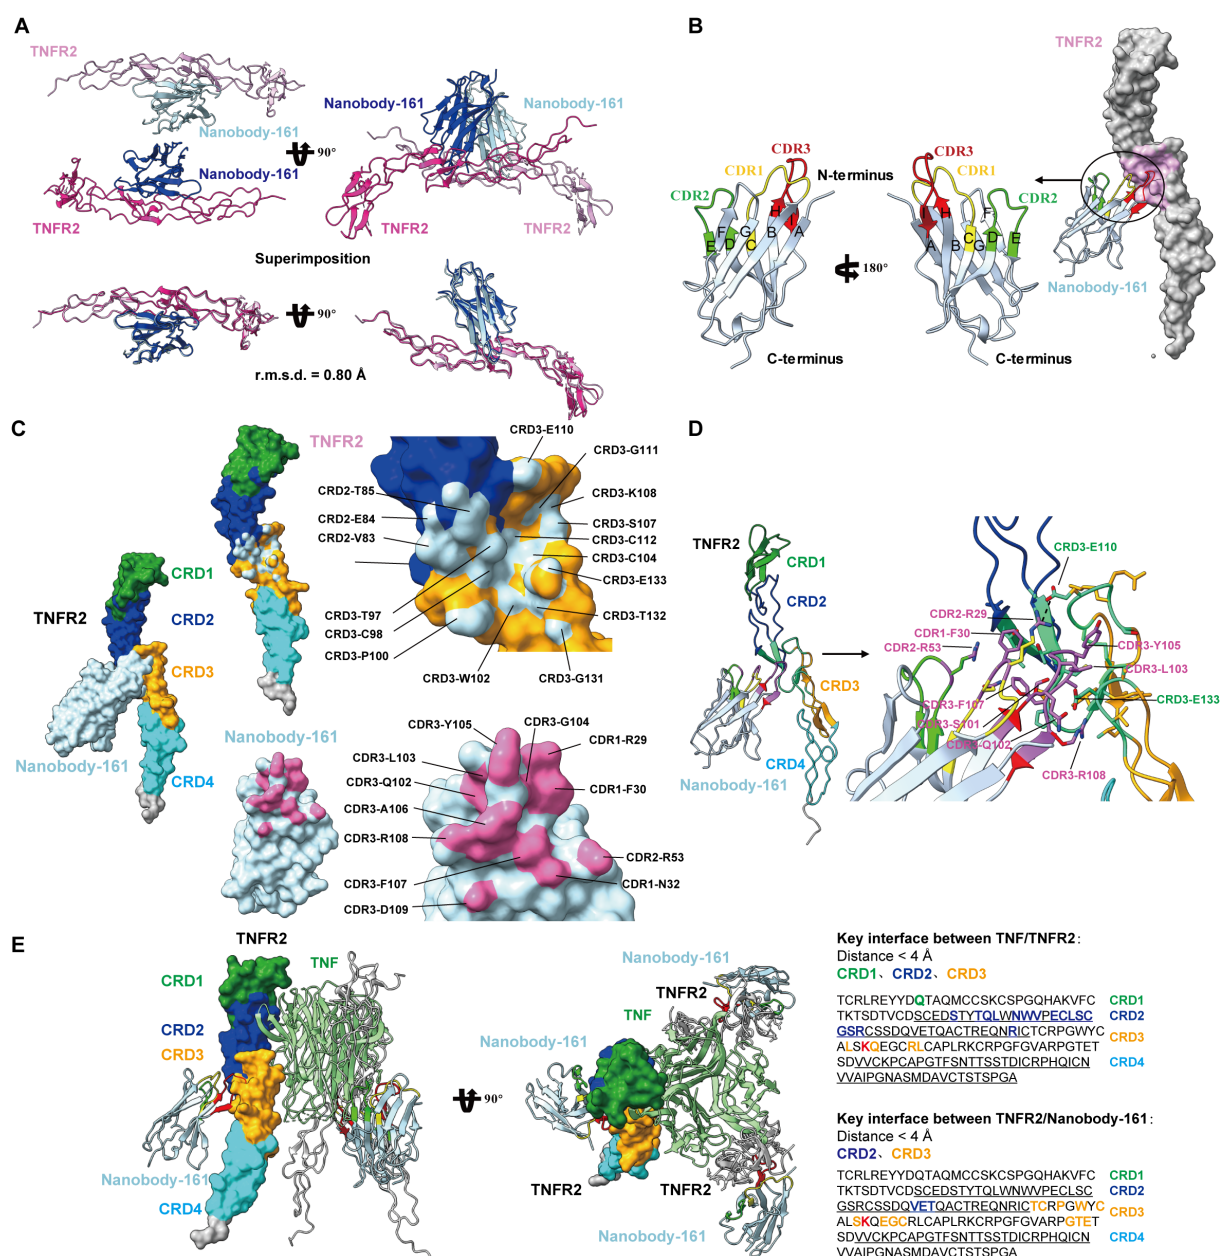 A
TNFR2
Nanobody-161
Nanobody-161
TNFR2
90°
Nanobody-161
Nanobody-161
TNFR2
TNFR2
Superimposition
90°
r.m.s.d. = 0.80 Å
B
TNFR2
CDR3
CDR1
N-terminus
CDR2
F
G
H
I
A
E
D
C
B
C-terminus
180°
CDR3
CDR1
CDR2
I
H
F
A
B
C
G
D
E
C-terminus
Nanobody-161
C
TNFR2
CRD1
TNFR2
CRD2
CRD3
Nanobody-161
CRD4
CRD3-E110
CRD3-G111
CRD2-T85
CRD3-K108
CRD2-E84
CRD3-S107
CRD2-V83
CRD3-C112
CRD3-C104
CRD3-E133
CRD3-T97
CRD3-T132
CRD3-C98
CRD3-P100
CRD3-W102
CRD3-G131
Nanobody-161
CDR3-Y105
CDR3-G104
CDR3-L103
CDR1-R29
CDR3-Q102
CDR1-F30
CDR3-A106
CDR3-R108
CDR2-R53
CDR3-F107
CDR1-N32
CDR3-D109
D
TNFR2
CRD1
CRD2
CRD3
Nanobody-161
CRD4
CRD3-E110
CDR2-R29
CDR1-F30
CDR2-R53
CDR3-Y105
CDR3-L103
CRD3-E133
CDR3-F107
CDR3-S101
CDR3-Q102
CDR3-R108
E
TNFR2
CRD1
TNF
CRD2
CRD3
Nanobody-161
CRD4
90°
Nanobody-161
TNFR2
TNF
Nanobody-161
TNFR2
TNFR2
Nanobody-161
Key interface between TNF/TNFR2:
Distance < 4 Å
CRD1、CRD2、CRD3
TCRLREYYDQTAQMCCSKCSPGQHAKVFC CRD1
TKTSDTVCDSCEDSTYTQLWNWVPECLSC CRD2
GSRCSSDQVETQACTREQNRICTCRPGWYC CRD3
ALSKQEGCRLCAPLRKCRPGFGVARPGTET
SDVVCKPCAPGTFSNTTSSTDICRPHQICN CRD4
VVAIPGNASMDAVCTSTSPGA
Key interface between TNFR2/Nanobody-161:
Distance < 4 Å
CRD2、CRD3
TCRLREYYDQTAQMCCSKCSPGQHAKVFC CRD1
TKTSDTVCDSCEDSTYTQLWNWVPECLSC CRD2
GSRCSSDQVETQACTREQNRICTCRPGWYC CRD3
ALSKQEGCRLCAPLRKCRPGFGVARPGTET
SDVVCKPCAPGTFSNTTSSTDICRPHQICN CRD4
VVAIPGNASMDAVCTSTSPGA